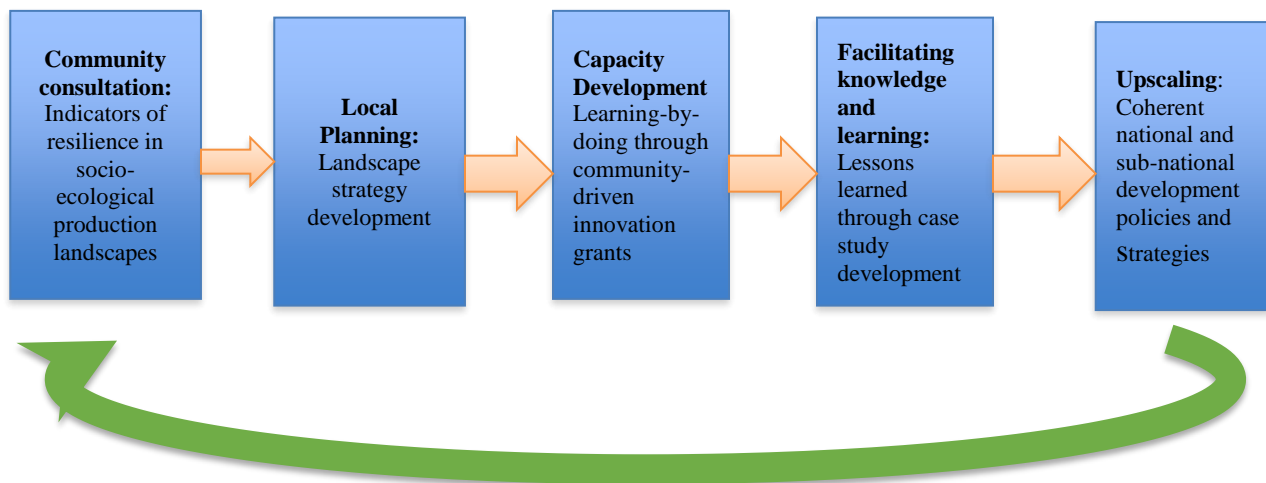 Community
consultation:
Indicators of
resilience in
socio-
ecological
production
landscapes
Local
Planning:
Landscape
strategy
development
Capacity
Development
Learning-by-
doing through
community-
driven
innovation
grants
Facilitating
knowledge
and
learning:
Lessons
learned
through case
study
development
Upscaling:
Coherent
national and
sub-national
development
policies and
Strategies